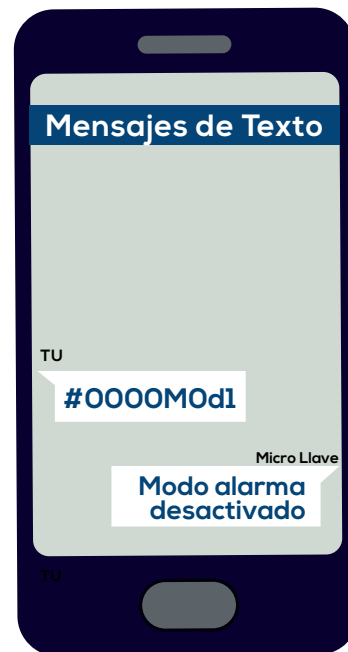 Mensajes de Texto
TU
#0000M0d1
Micro Llave
Modo alarma
desactivado
TU